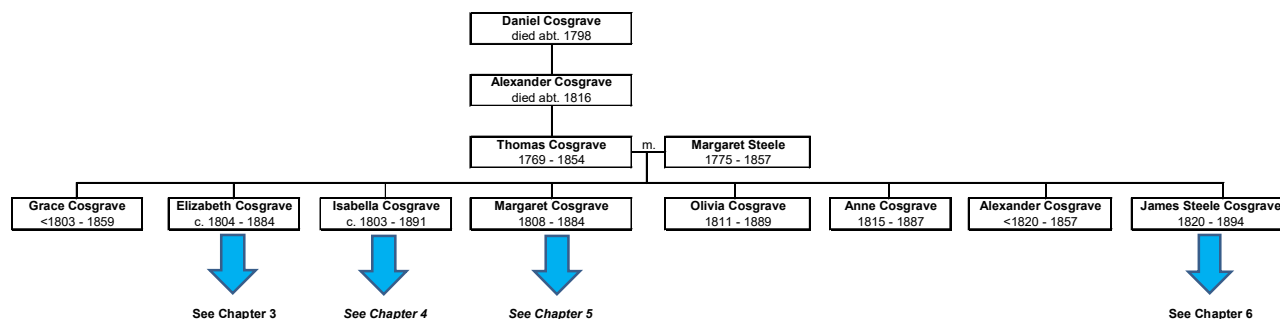 Daniel Cosgrave
died abt. 1798
Alexander Cosgrave
died abt. 1816
Thomas Cosgrave
1769 - 1854
m.
Margaret Steele
1775 - 1857
Grace Cosgrave
<1803 - 1859
Elizabeth Cosgrave
c. 1804 - 1884
Isabella Cosgrave
c. 1803 - 1891
Margaret Cosgrave
1808 - 1884
Olivia Cosgrave
1811 - 1889
Anne Cosgrave
1815 - 1887
Alexander Cosgrave
<1820 - 1857
James Steele Cosgrave
1820 - 1894
See Chapter 3
See Chapter 4
See Chapter 5
See Chapter 6